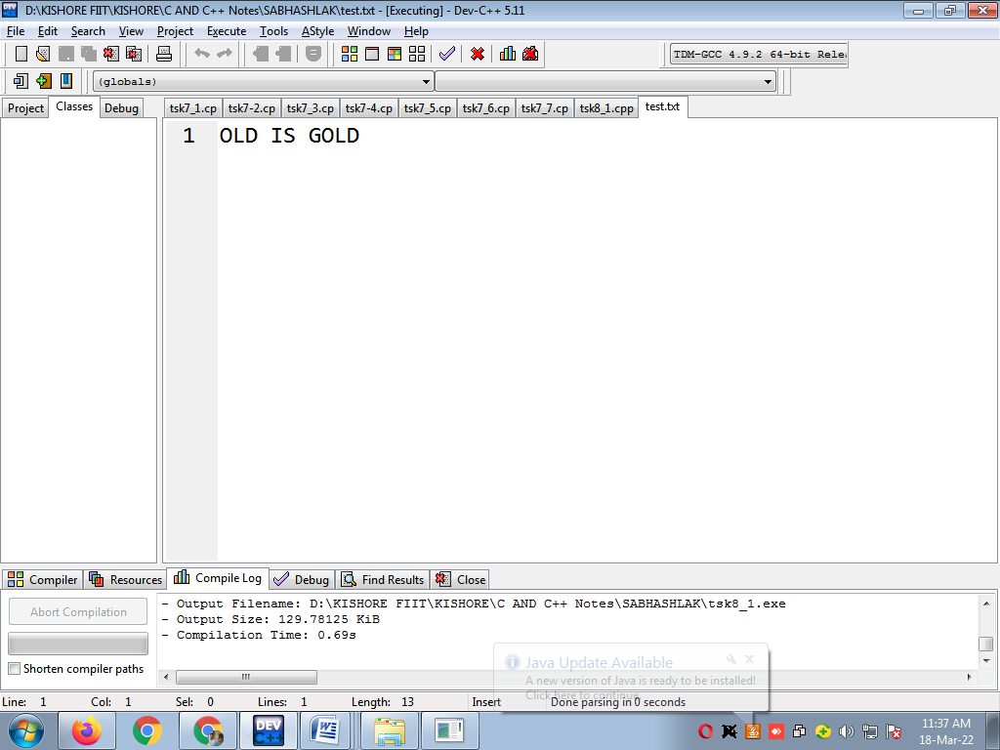 D:\KISHORE FIIT\KISHORE\C AND C++ Notes\SABHASHLAK\test.txt - [Executing] - Dev-C++ 5.11
File Edit Search View Project Execute Tools AStyle Window Help
TDM-GCC 4.9.2 64-bit Rele
(globals)
Project Classes Debug
tsk7_1.cp tsk7-2.cp tsk7_3.cp tsk7-4.cp tsk7_5.cp tsk7_6.cp tsk7_7.cp tsk8_1.cpp test.txt
1 OLD IS GOLD
Compiler Resources Compile Log Debug Find Results Close
Abort Compilation
Shorten compiler paths
- Output Filename: D:\KISHORE FIIT\KISHORE\C AND C++ Notes\SABHASHLAK\tsk8_1.exe
- Output Size: 129.78125 KiB
- Compilation Time: 0.69s
Java Update Available
A new version of Java is ready to be installed!
Click here to continue.
Line: 1 Col: 1 Sel: 0 Lines: 1 Length: 13 Insert Done parsing in 0 seconds
DEV C++
11:37 AM
18-Mar-22